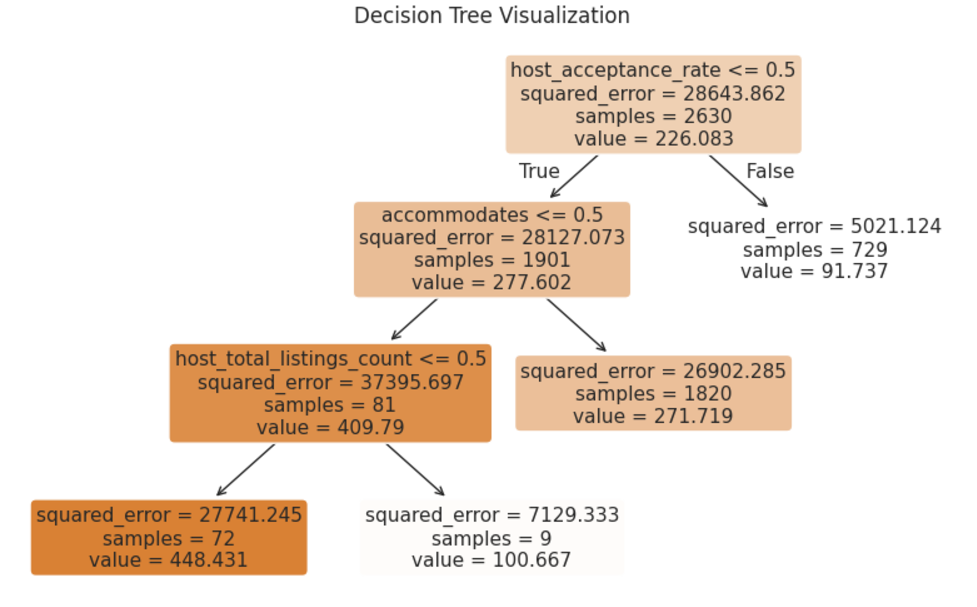 Decision Tree Visualization
host_acceptance_rate <= 0.5
squared_error = 28643.862
samples = 2630
value = 226.083
True
False
accommodates <= 0.5
squared_error = 28127.073
samples = 1901
value = 277.602
squared_error = 5021.124
samples = 729
value = 91.737
host_total_listings_count <= 0.5
squared_error = 37395.697
samples = 81
value = 409.79
squared_error = 26902.285
samples = 1820
value = 271.719
squared_error = 27741.245
samples = 72
value = 448.431
squared_error = 7129.333
samples = 9
value = 100.667